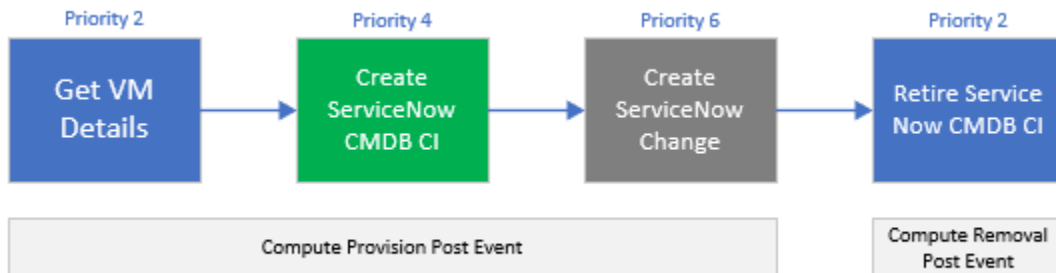 Priority 2
Priority 4
Priority 6
Priority 2
Get VM
Details
Create
ServiceNow
CMDB CI
Create
ServiceNow
Change
Retire Service
Now CMDB CI
Compute Provision Post Event
Compute Removal
Post Event